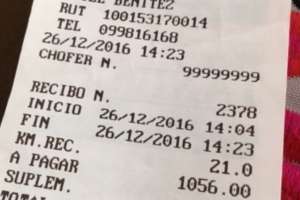 BENITEZ
RUT 100153170014
TEL 099816168
26/12/2016 14:23
CHOFER N.
99999999
RECIBO N. 2378
INICIO 26/12/2016 14:04
FIN 26/12/2016 14:23
KM.REC. 21.0
A PAGAR 1056.00
SUPLEM.